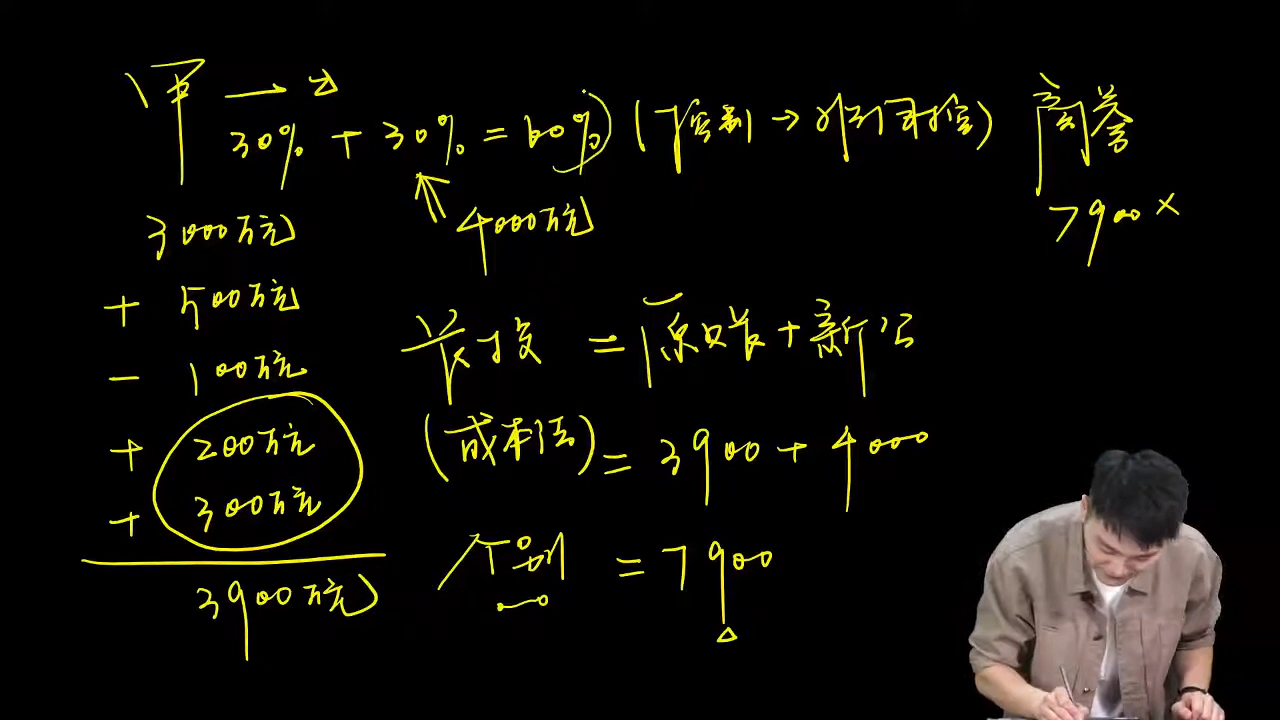 甲 → 乙
30% + 30% = 60% (控制 → 非同控) 商誉
7900 ×
3000万元
4000万元
+ 500万元
- 100万元
+ 200万元
+ 300万元
3900万元
长投 = 原账 + 新公
(成本法) = 3900 + 4000
个别 = 7900